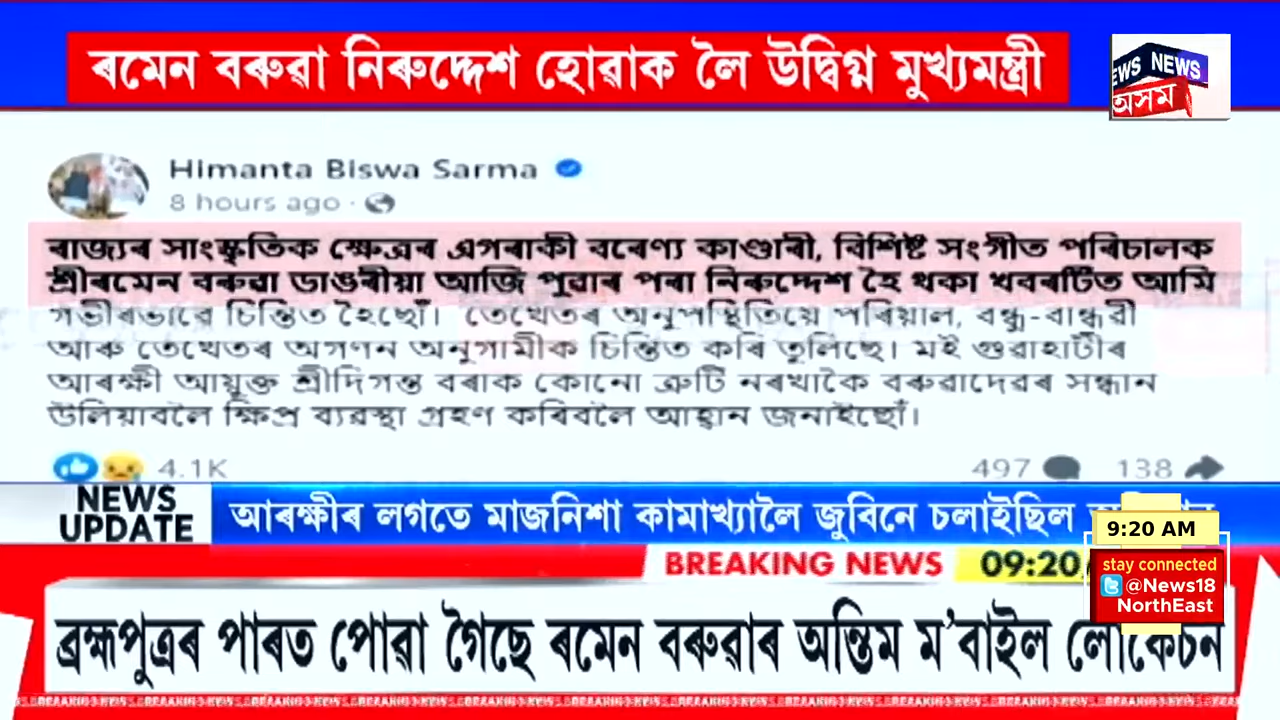 ৰমেন বৰুৱা নিৰুদ্দেশ হোৱাক লৈ উদ্বিগ্ন মুখ্যমন্ত্ৰী
EWS NEWS
অসম
Himanta Biswa Sarma
8 hours ago ·
ৰাজ্যৰ সাংস্কৃতিক ক্ষেত্ৰৰ এগৰাকী বৰেণ্য কাণ্ডাৰী, বিশিষ্ট সংগীত পৰিচালক
শ্ৰীৰমেন বৰুৱা ডাঙৰীয়া আজি পুৱাৰ পৰা নিৰুদ্দেশ হৈ থকা খবৰটিত আমি
গভীৰভাৱে চিন্তিত হৈছোঁ। তেখেতৰ অনুপস্থিতিয়ে পৰিয়াল, বন্ধু-বান্ধৱী
আৰু তেখেতৰ অগণন অনুগামীক চিন্তিত কৰি তুলিছে। মই গুৱাহাটীৰ
আৰক্ষী আয়ুক্ত শ্ৰীদিগন্ত বৰাক কোনো ত্ৰুটি নৰখাকৈ বৰুৱাদেৱৰ সন্ধান
উলিয়াবলৈ ক্ষিপ্ৰ ব্যৱস্থা গ্ৰহণ কৰিবলৈ আহ্বান জনাইছোঁ।
4.1K 497 138
NEWS
UPDATE
আৰক্ষীৰ লগতে মাজনিশা কামাখ্যালৈ জুবিনে চলাইছিল
9:20 AM
BREAKING NEWS 09:20
stay connected
@News18
NorthEast
ব্ৰহ্মপুত্ৰৰ পাৰত পোৱা গৈছে ৰমেন বৰুৱাৰ অন্তিম ম'বাইল লোকেচন